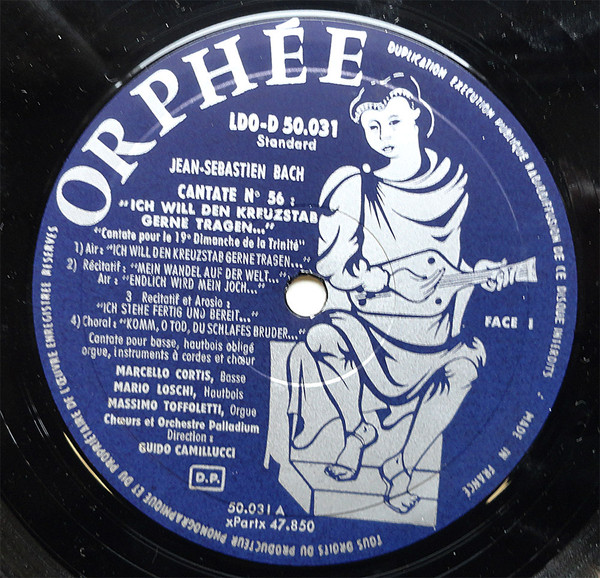 ORPHÉE
LDO-D 50.031
Standard
JEAN-SEBASTIEN BACH
CANTATE Nº 56 :
"ICH WILL DEN KREUZSTAB
GERNE TRAGEN..."
"Cantate pour le 19e Dimanche de la Trinité"
1) Air : "ICH WILL DEN KREUZSTAB GERNE TRAGEN..."
2) Récitatif : "MEIN WANDEL AUF DER WELT..."
Air : "ENDLICH WIRD MEIN JOCH..."
3 Recitatif et Arosio :
"ICH STEHE FERTIG UND BEREIT..."
4) Choral : "KOMM, O TOD, DU SCHLAFES BRUDER..."
Cantate pour basse, hautbois obligé
orgue, instruments à cordes et chœur
MARCELLO CORTIS, Basse
MARIO LOSCHI, Hautbois
MASSIMO TOFFOLETTI, Orgue
Chœurs et Orchestre Palladium
Direction :
GUIDO CAMILLUCCI
D.P.
50.031 A
xPartx 47.850
FACE I
TOUS DROITS DU PRODUCTEUR PHONOGRAPHIQUE ET DU PROPRIÉTAIRE DE L'ŒUVRE ENREGISTRÉE RÉSERVÉS
DUPLICATION EXECUTION PUBLIQUE RADIODIFFUSION DE CE DISQUE INTERDITS / MADE IN FRANCE